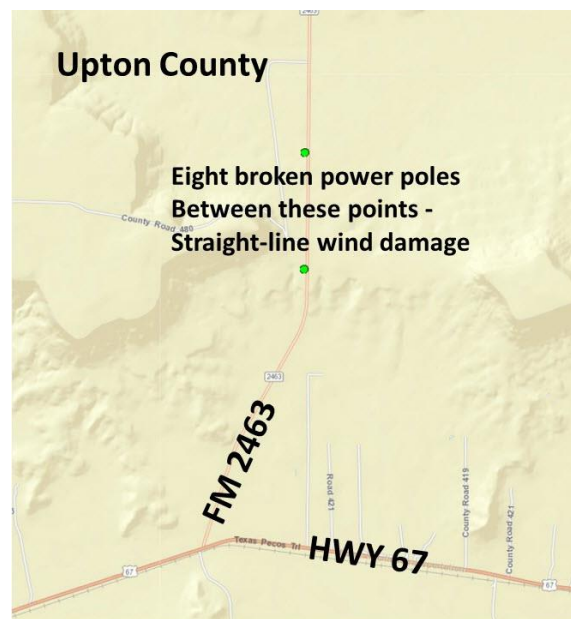 2463
Upton County
Eight broken power poles
Between these points -
Straight-line wind damage
County Road 480
2463
FM 2463
Road 421
County Road 419
County Road 421
Texas Pecos Trl
HWY 67
67
67